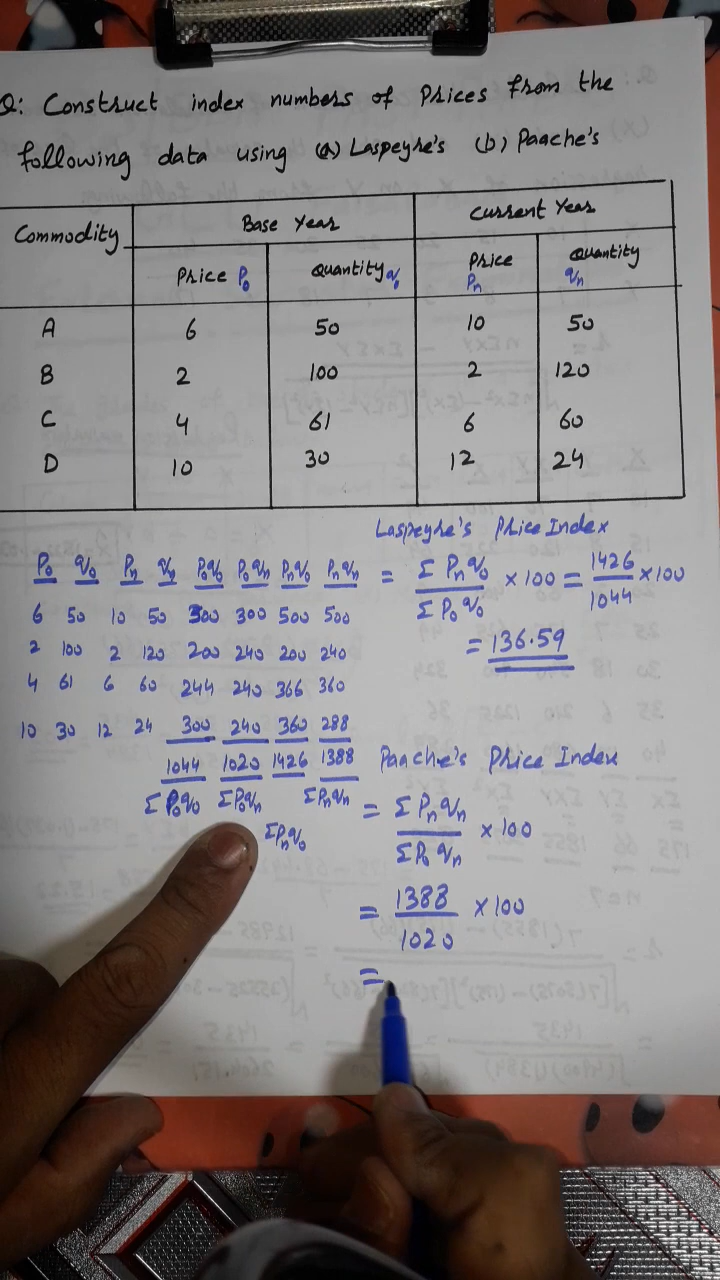 Q: Construct index numbers of Prices from the
following data using (a) Laspeyre's (b) Paache's
Commodity Base Year Current Year
Price P₀ Quantity q₀ Price Pₙ Quantity qₙ
A 6 50 10 50
B 2 100 2 120
C 4 61 6 60
D 10 30 12 24
P₀ q₀ Pₙ qₙ P₀q₀ P₀qₙ Pₙq₀ Pₙqₙ
6 50 10 50 300 300 500 500
2 100 2 120 200 240 200 240
4 61 6 60 244 240 366 360
10 30 12 24 300 240 360 288
1044 1020 1426 1388
ΣP₀q₀ ΣP₀qₙ ΣPₙqₙ
ΣPₙq₀
Laspeyre's Price Index
= ΣPₙq₀ / ΣP₀q₀ × 100 = 1426 / 1044 × 100
= 136.59
Paache's Price Index
= ΣPₙqₙ / ΣP₀qₙ × 100
= 1388 / 1020 × 100
=